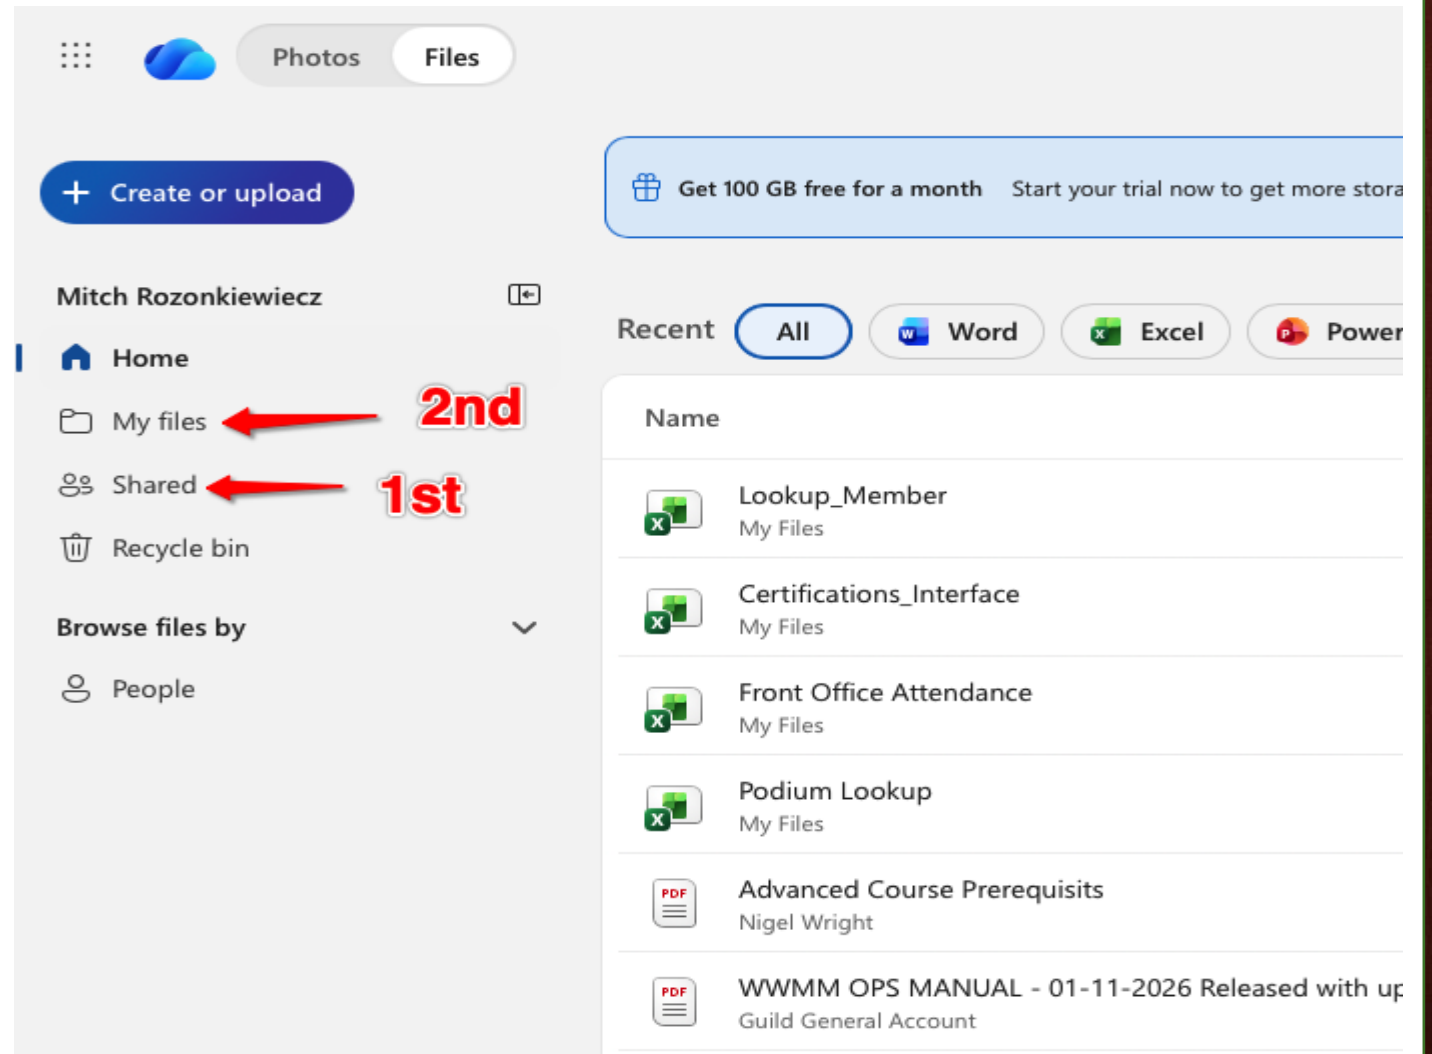 Photos
Files
Create or upload
Get 100 GB free for a month Start your trial now to get more
Mitch Rozonkiewiecz
Home
My files
2nd
Shared
1st
Recycle bin
Browse files by
People
Recent All Word Excel
Name
Lookup_Member
My Files
Certifications_Interface
My Files
Front Office Attendance
My Files
Podium Lookup
My Files
PDF
Advanced Course Prerequisits
Nigel Wright
PDF
WWMM OPS MANUAL - 01-11-2026 Released with
Guild General Account